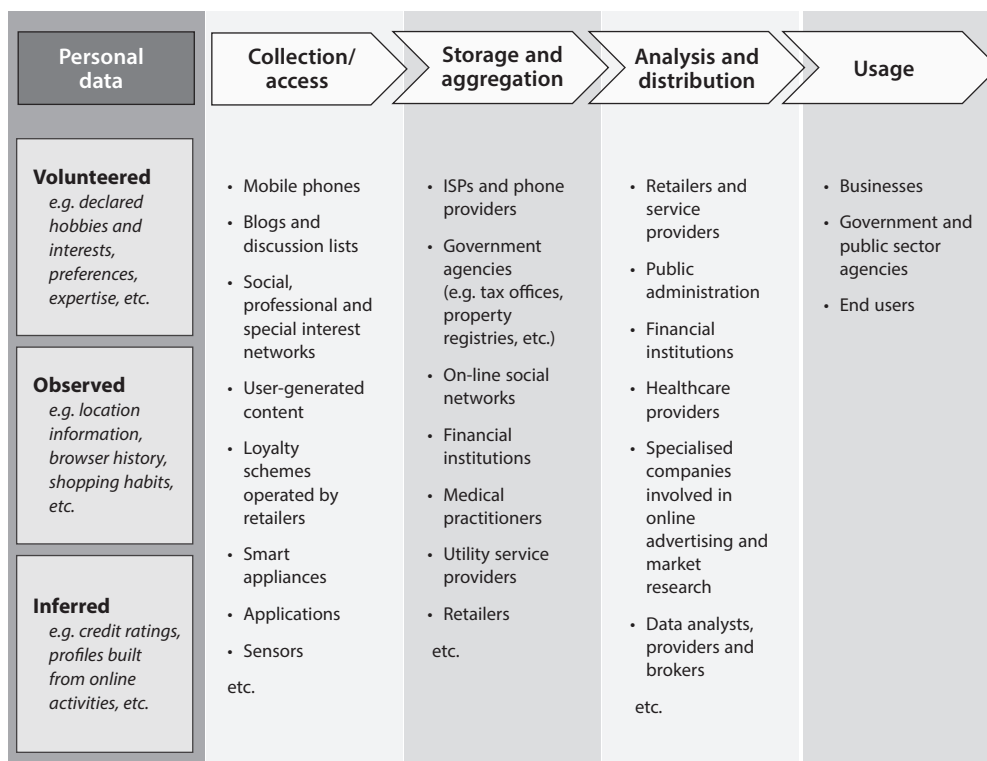 Personal
data
Collection/
access
Storage and
aggregation
Analysis and
distribution
Usage
Volunteered
e.g. declared
hobbies and
interests,
preferences,
expertise, etc.
Observed
e.g. location
information,
browser history,
shopping habits,
etc.
Inferred
e.g. credit ratings,
profiles built
from online
activities, etc.
• Mobile phones
• Blogs and
discussion lists
• Social,
professional and
special interest
networks
• User-generated
content
• Loyalty
schemes
operated by
retailers
• Smart
appliances
• Applications
• Sensors
etc.
• ISPs and phone
providers
• Government
agencies
(e.g. tax offices,
property
registries, etc.)
• On-line social
networks
• Financial
institutions
• Medical
practitioners
• Utility service
providers
• Retailers
etc.
• Retailers and
service
providers
• Public
administration
• Financial
institutions
• Healthcare
providers
• Specialised
companies
involved in
online
advertising and
market
research
• Data analysts,
providers and
brokers
etc.
• Businesses
• Government and
public sector
agencies
• End users